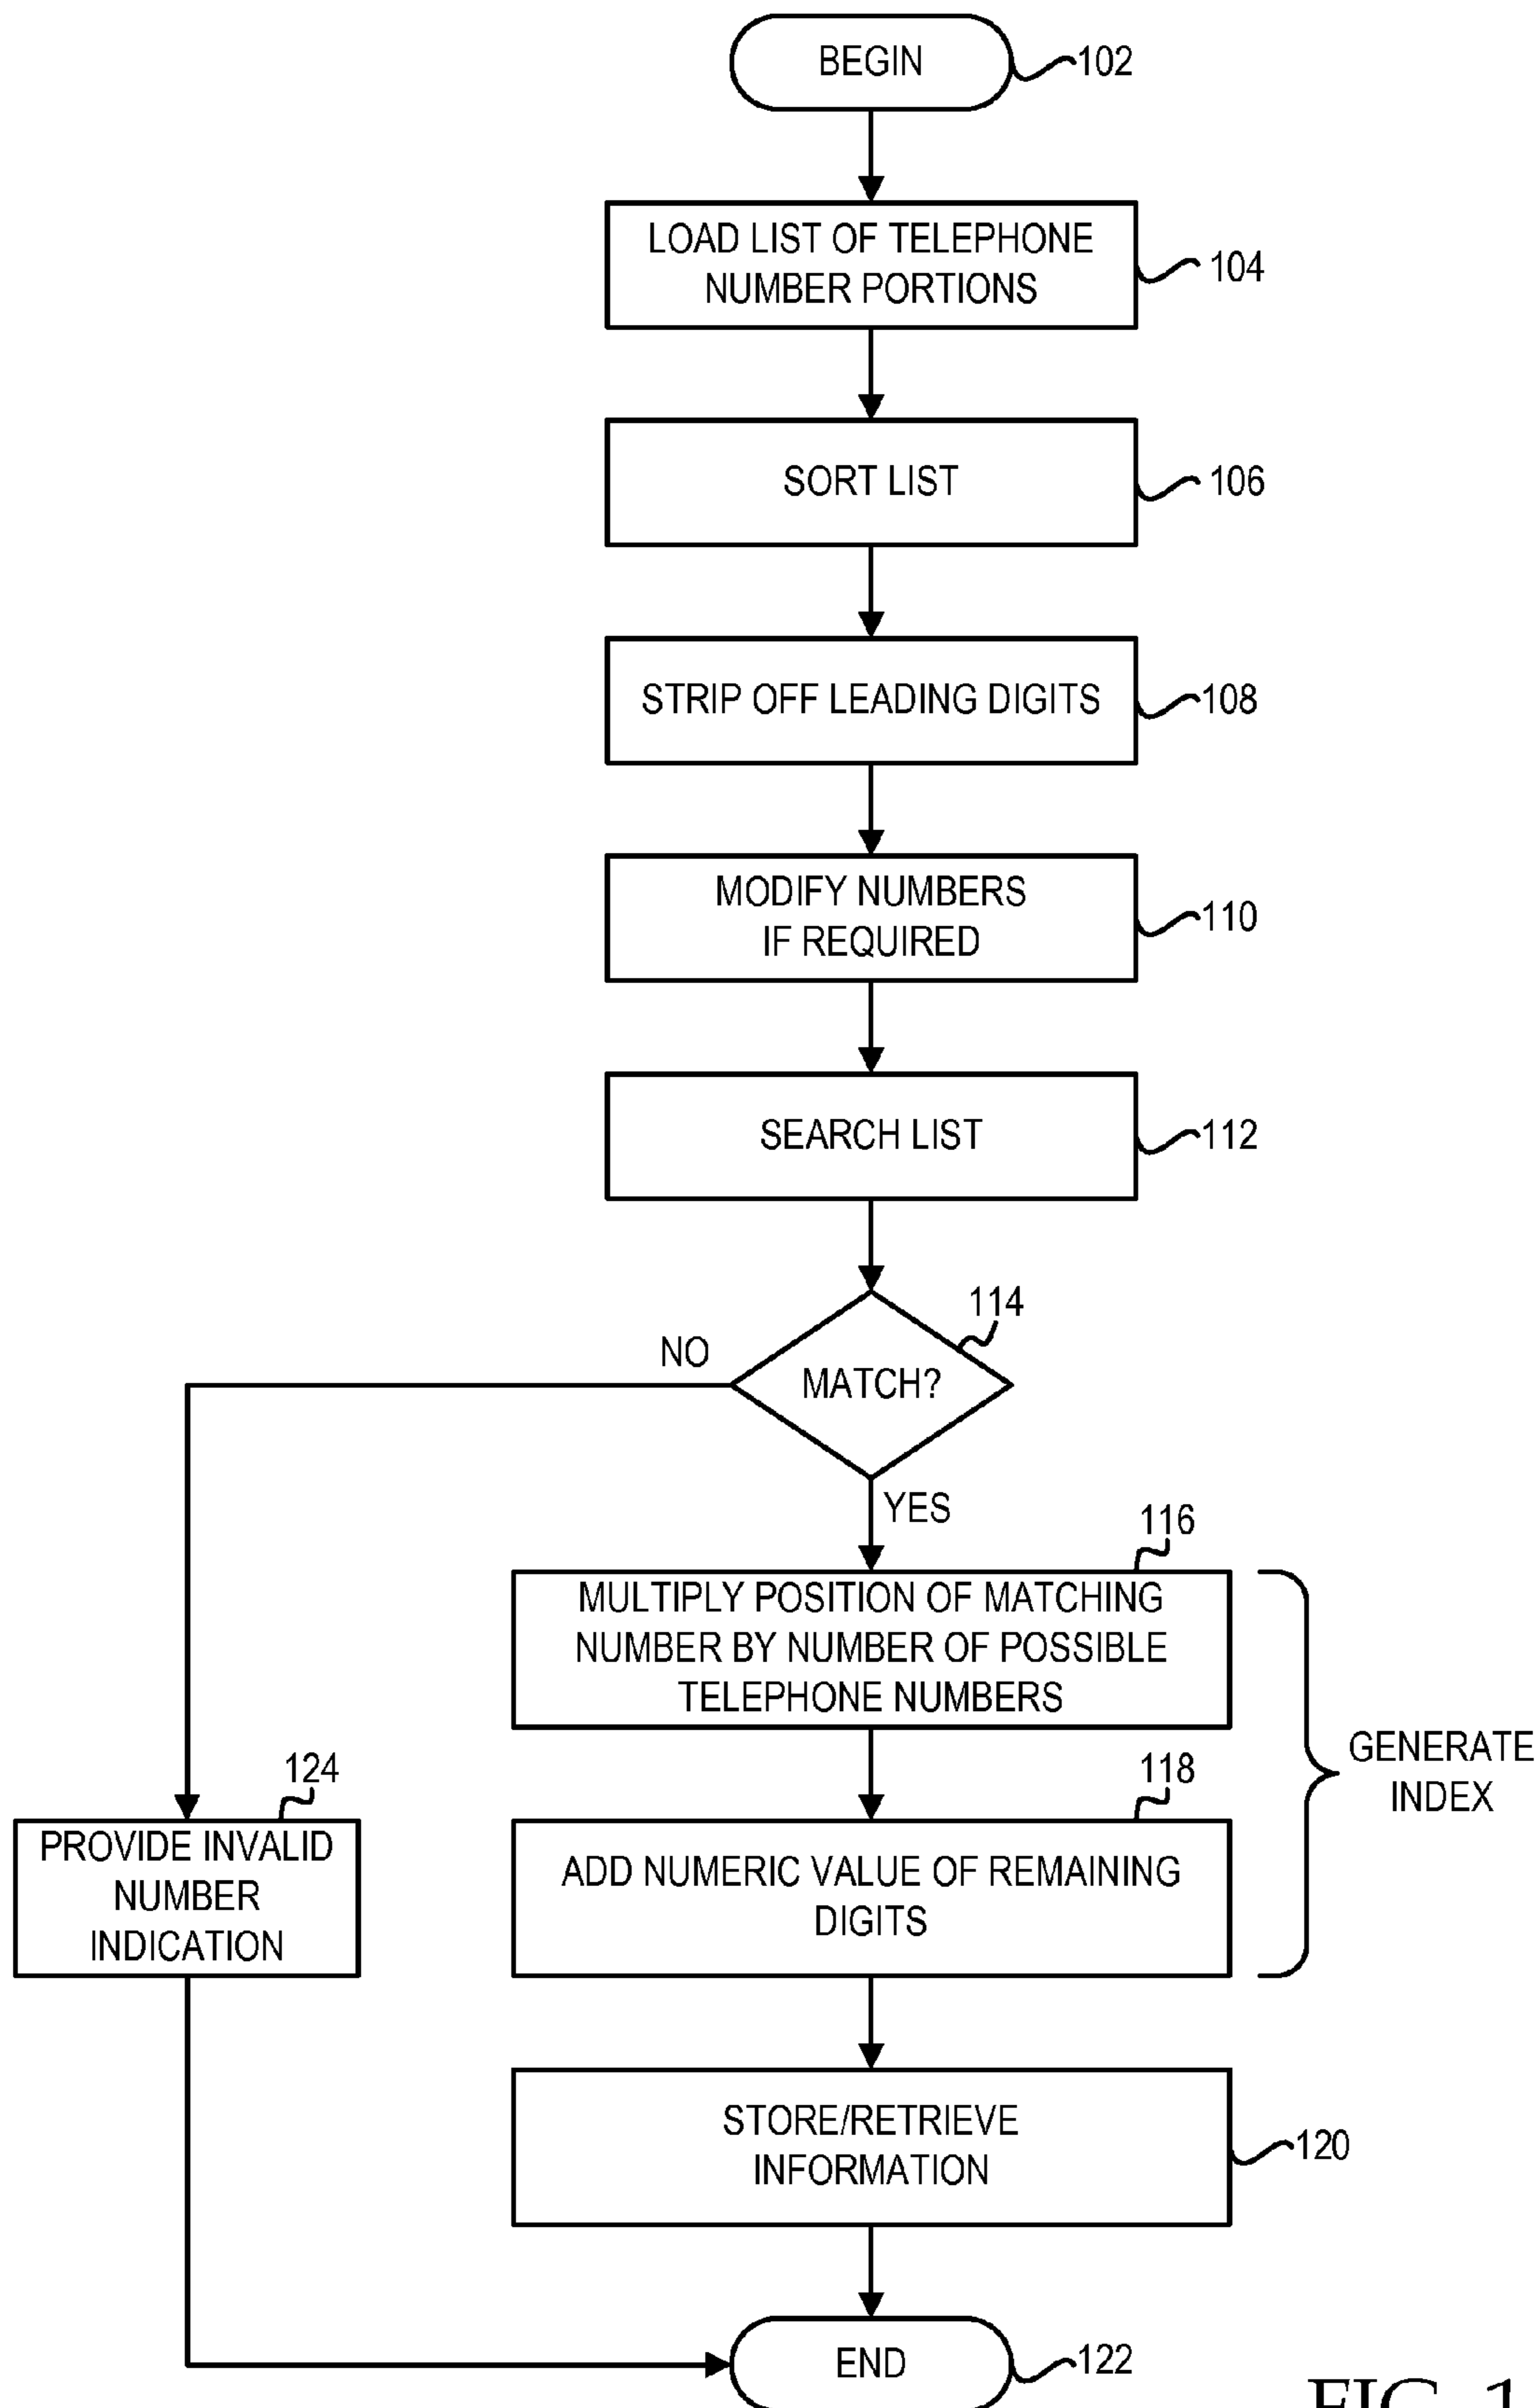 BEGIN
102
LOAD LIST OF TELEPHONE
NUMBER PORTIONS
104
SORT LIST
106
STRIP OFF LEADING DIGITS
108
MODIFY NUMBERS
IF REQUIRED
110
SEARCH LIST
112
114
NO
MATCH?
YES
116
MULTIPLY POSITION OF MATCHING
NUMBER BY NUMBER OF POSSIBLE
TELEPHONE NUMBERS
GENERATE
INDEX
124
PROVIDE INVALID
NUMBER
INDICATION
118
ADD NUMERIC VALUE OF REMAINING
DIGITS
STORE/RETRIEVE
INFORMATION
120
END
122
FIG. 1